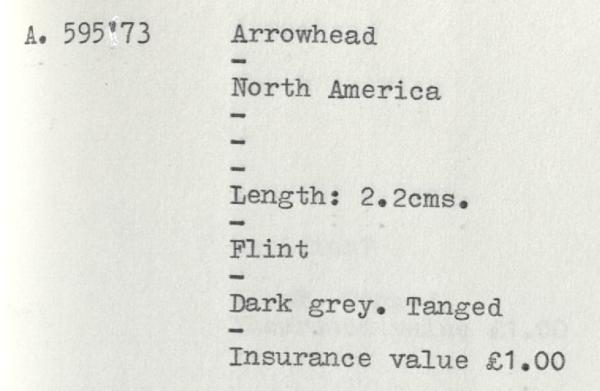 A. 595'73 Arrowhead
-
North America
-
-
-
Length: 2.2cms.
-
Flint
-
Dark grey. Tanged
-
Insurance value £1.00